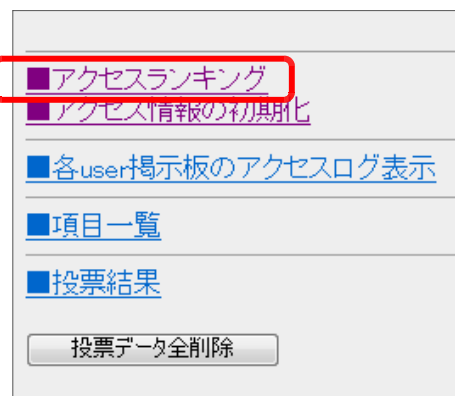 ■アクセスランキング
■アクセス情報の初期化
■各user掲示板のアクセスログ表示
■項目一覧
■投票結果
投票データ全削除